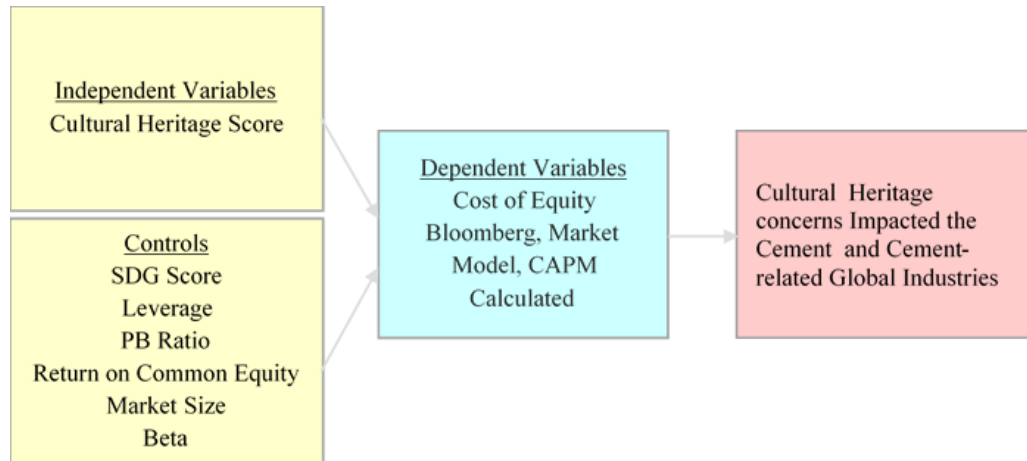 Independent Variables
Cultural Heritage Score
Controls
SDG Score
Leverage
PB Ratio
Return on Common Equity
Market Size
Beta
Dependent Variables
Cost of Equity
Bloomberg, Market
Model, CAPM
Calculated
Cultural Heritage
concerns Impacted the
Cement and Cement-
related Global Industries